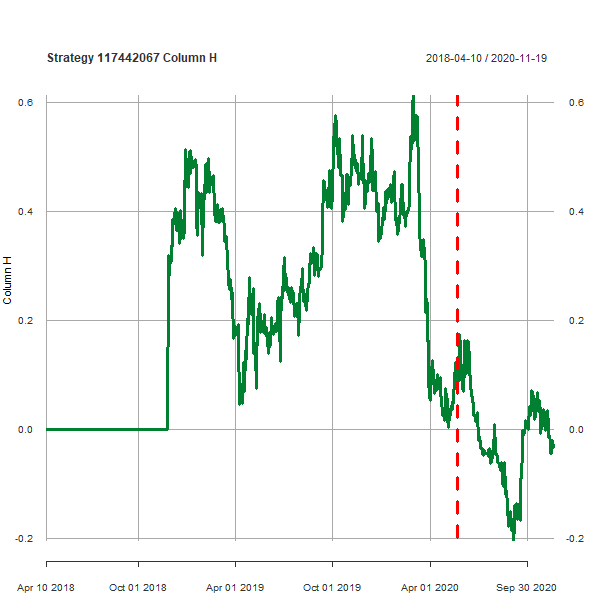 Strategy 117442067 Column H
2018-04-10 / 2020-11-19
0.6
0.6
0.4
0.4
Column H
0.2
0.2
0.0
0.0
-0.2
-0.2
Apr 10 2018
Oct 01 2018
Apr 01 2019
Oct 01 2019
Apr 01 2020
Sep 30 2020